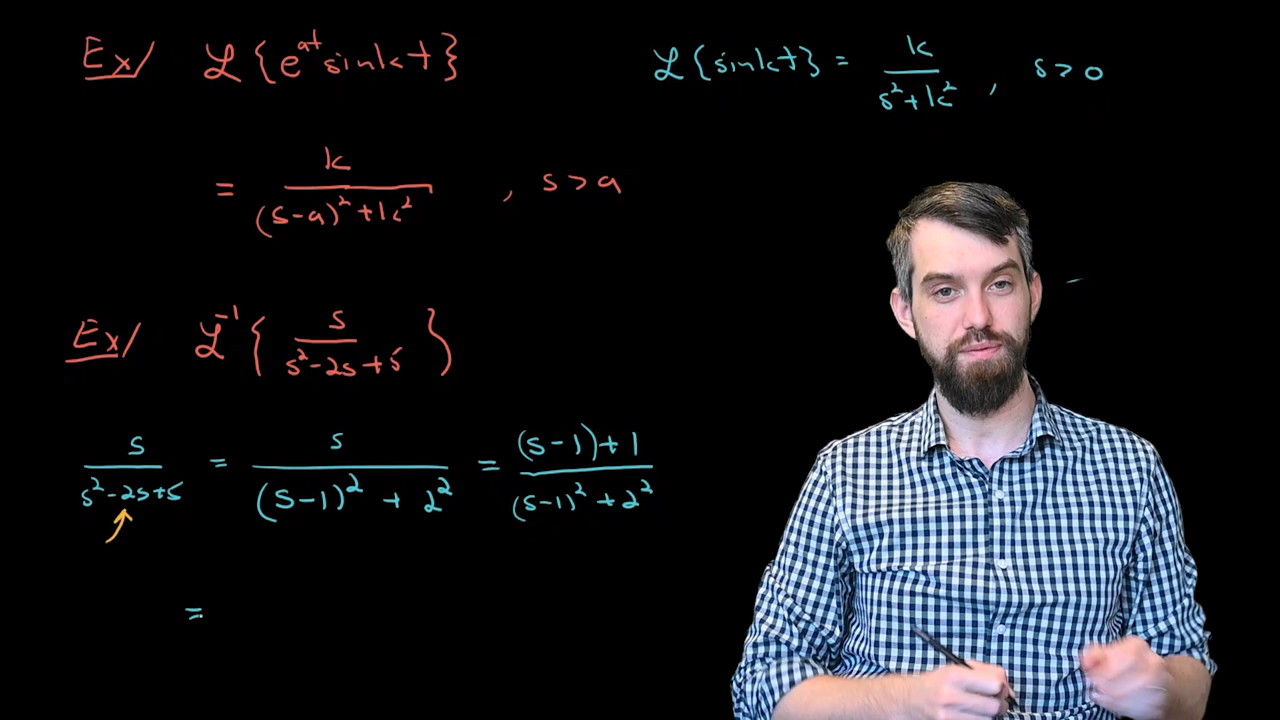 Ex/ ℒ{e^{at} sin kt}
ℒ{sin kt} = k/(s²+k²) , s > 0
= k/((s-a)²+k²) , s > a
Ex/ ℒ⁻¹{ s/(s²-2s+5) }
s/(s²-2s+5) = s/((s-1)² + 2²) = ((s-1)+1)/((s-1)²+2²)
=